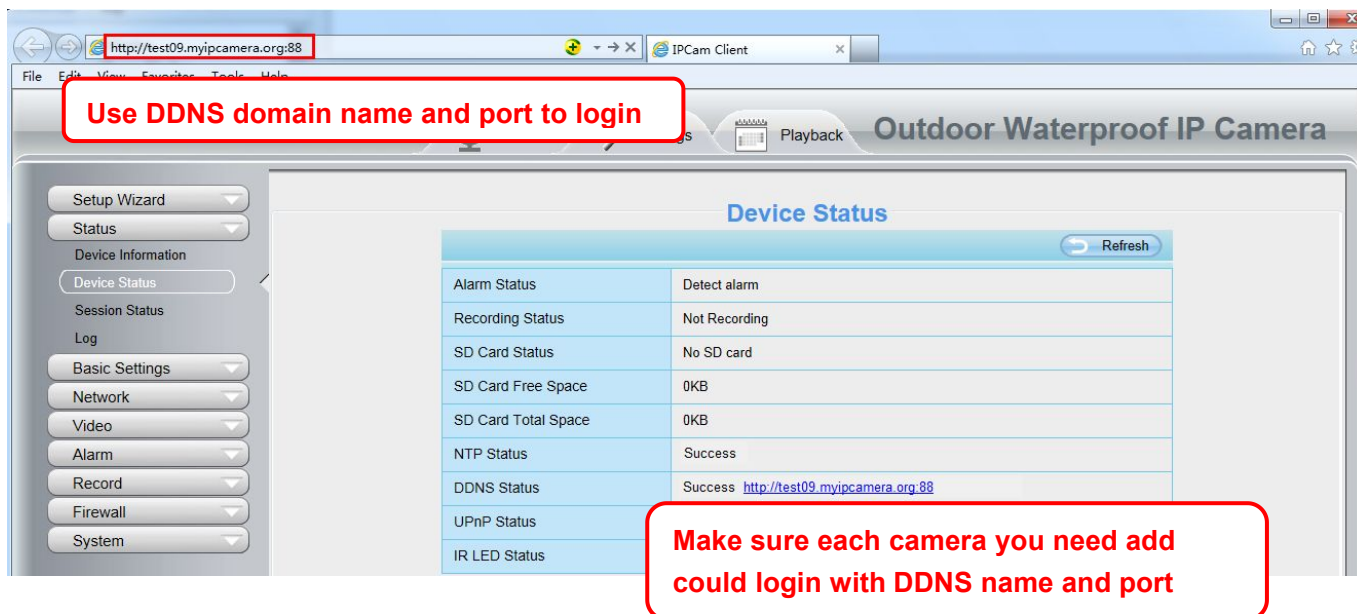 http://test09.myipcamera.org:88
IPCam Client
File Edit View Favorites Tools Help
Use DDNS domain name and port to login
Playback
Outdoor Waterproof IP Camera
Setup Wizard
Status
Device Information
Device Status
Session Status
Log
Basic Settings
Network
Video
Alarm
Record
Firewall
System
Device Status
Refresh
Alarm Status Detect alarm
Recording Status Not Recording
SD Card Status No SD card
SD Card Free Space 0KB
SD Card Total Space 0KB
NTP Status Success
DDNS Status Success http://test09.myipcamera.org:88
UPnP Status
IR LED Status
Make sure each camera you need add
could login with DDNS name and port